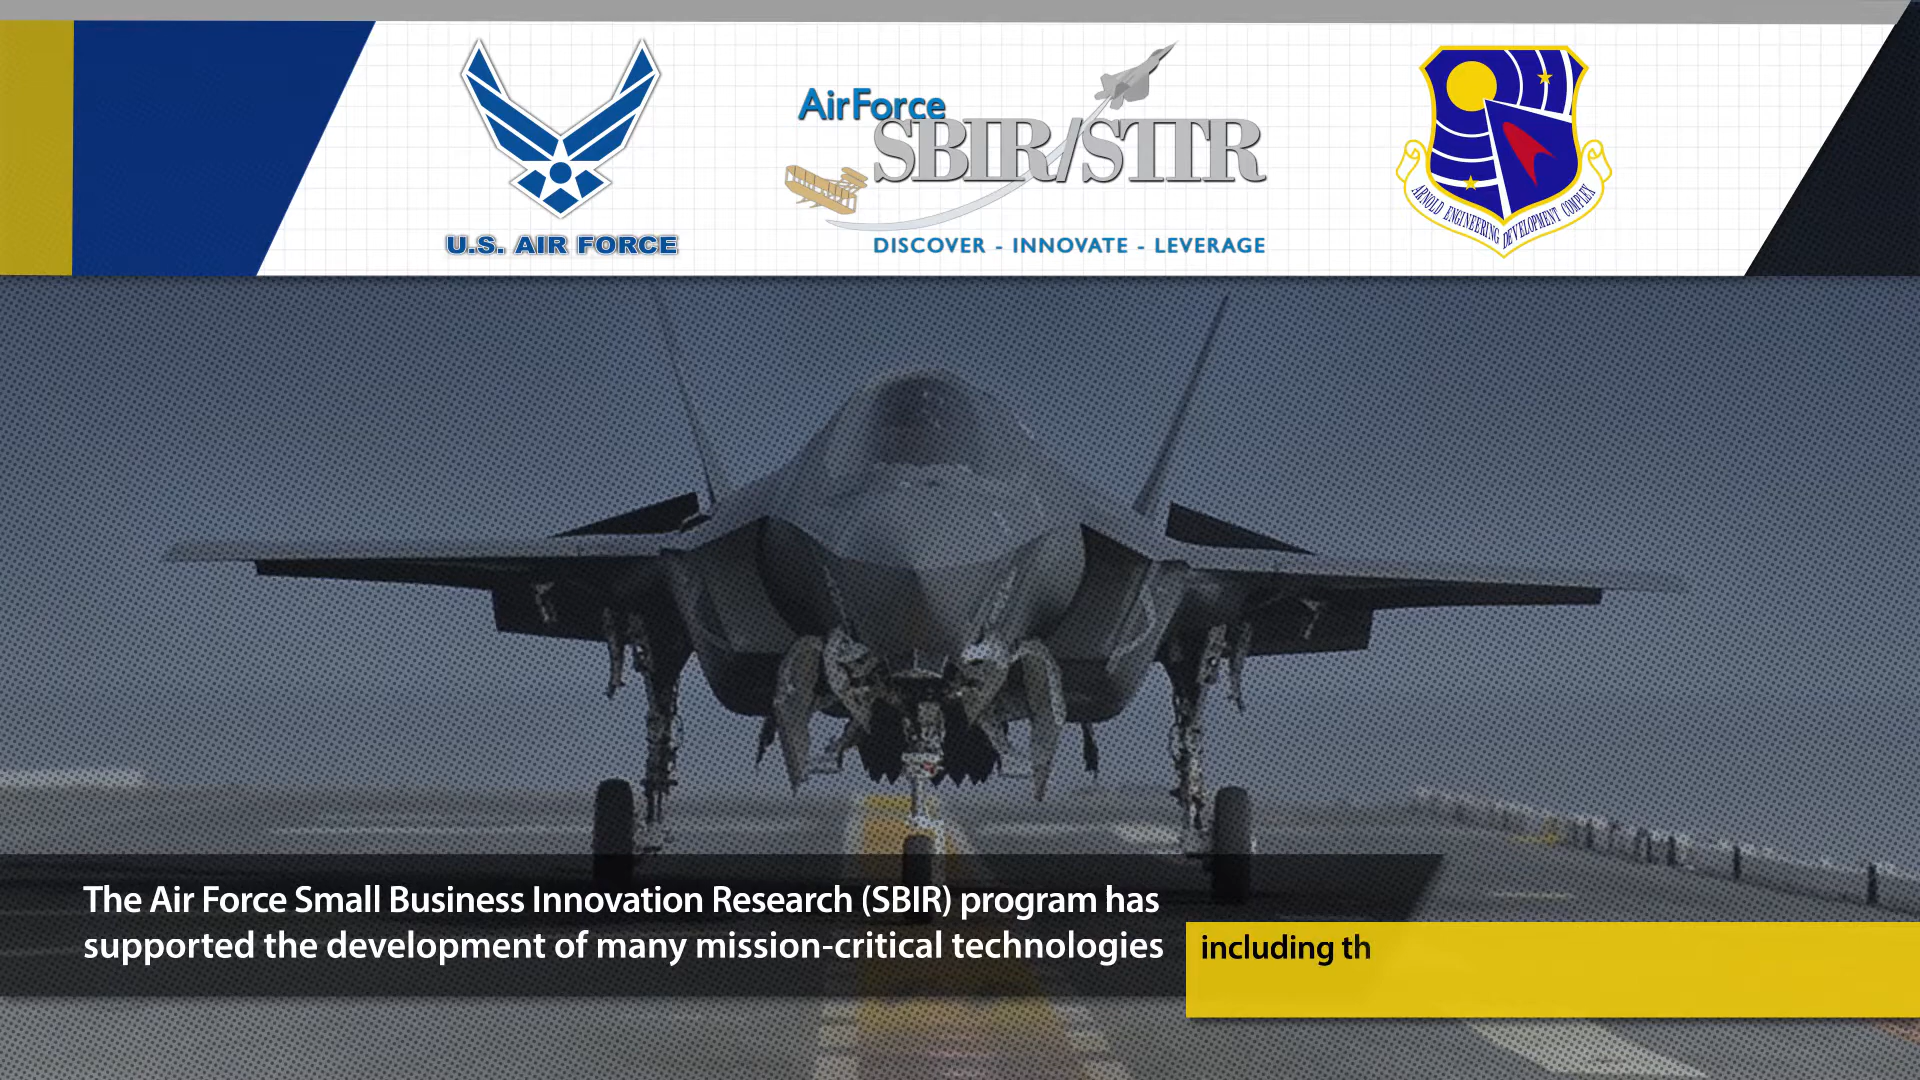 U.S. AIR FORCE
AirForce
SBIR/STTR
DISCOVER - INNOVATE - LEVERAGE
ARNOLD ENGINEERING DEVELOPMENT COMPLEX
The Air Force Small Business Innovation Research (SBIR) program has
supported the development of many mission-critical technologies
including th